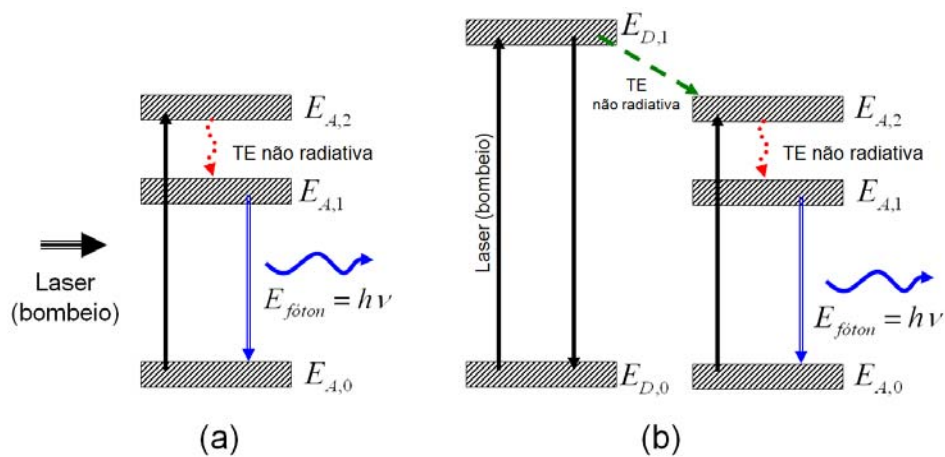 E_{A,2}
TE não radiativa
E_{A,1}
Laser
(bombeio)
E_{fóton} = hν
E_{A,0}
(a)
E_{D,1}
TE
não radiativa
Laser (bombeio)
E_{A,2}
TE não radiativa
E_{A,1}
E_{fóton} = hν
E_{D,0}
E_{A,0}
(b)